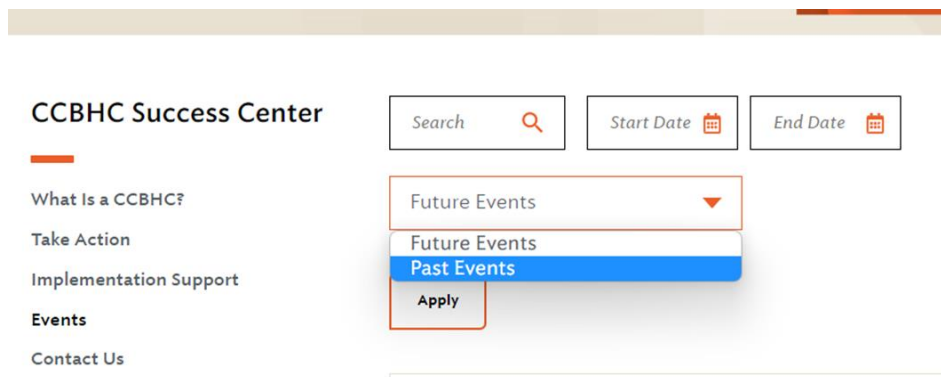 CCBHC Success Center
What Is a CCBHC?
Take Action
Implementation Support
Events
Contact Us
Search
Start Date
End Date
Future Events
Future Events
Past Events
Apply